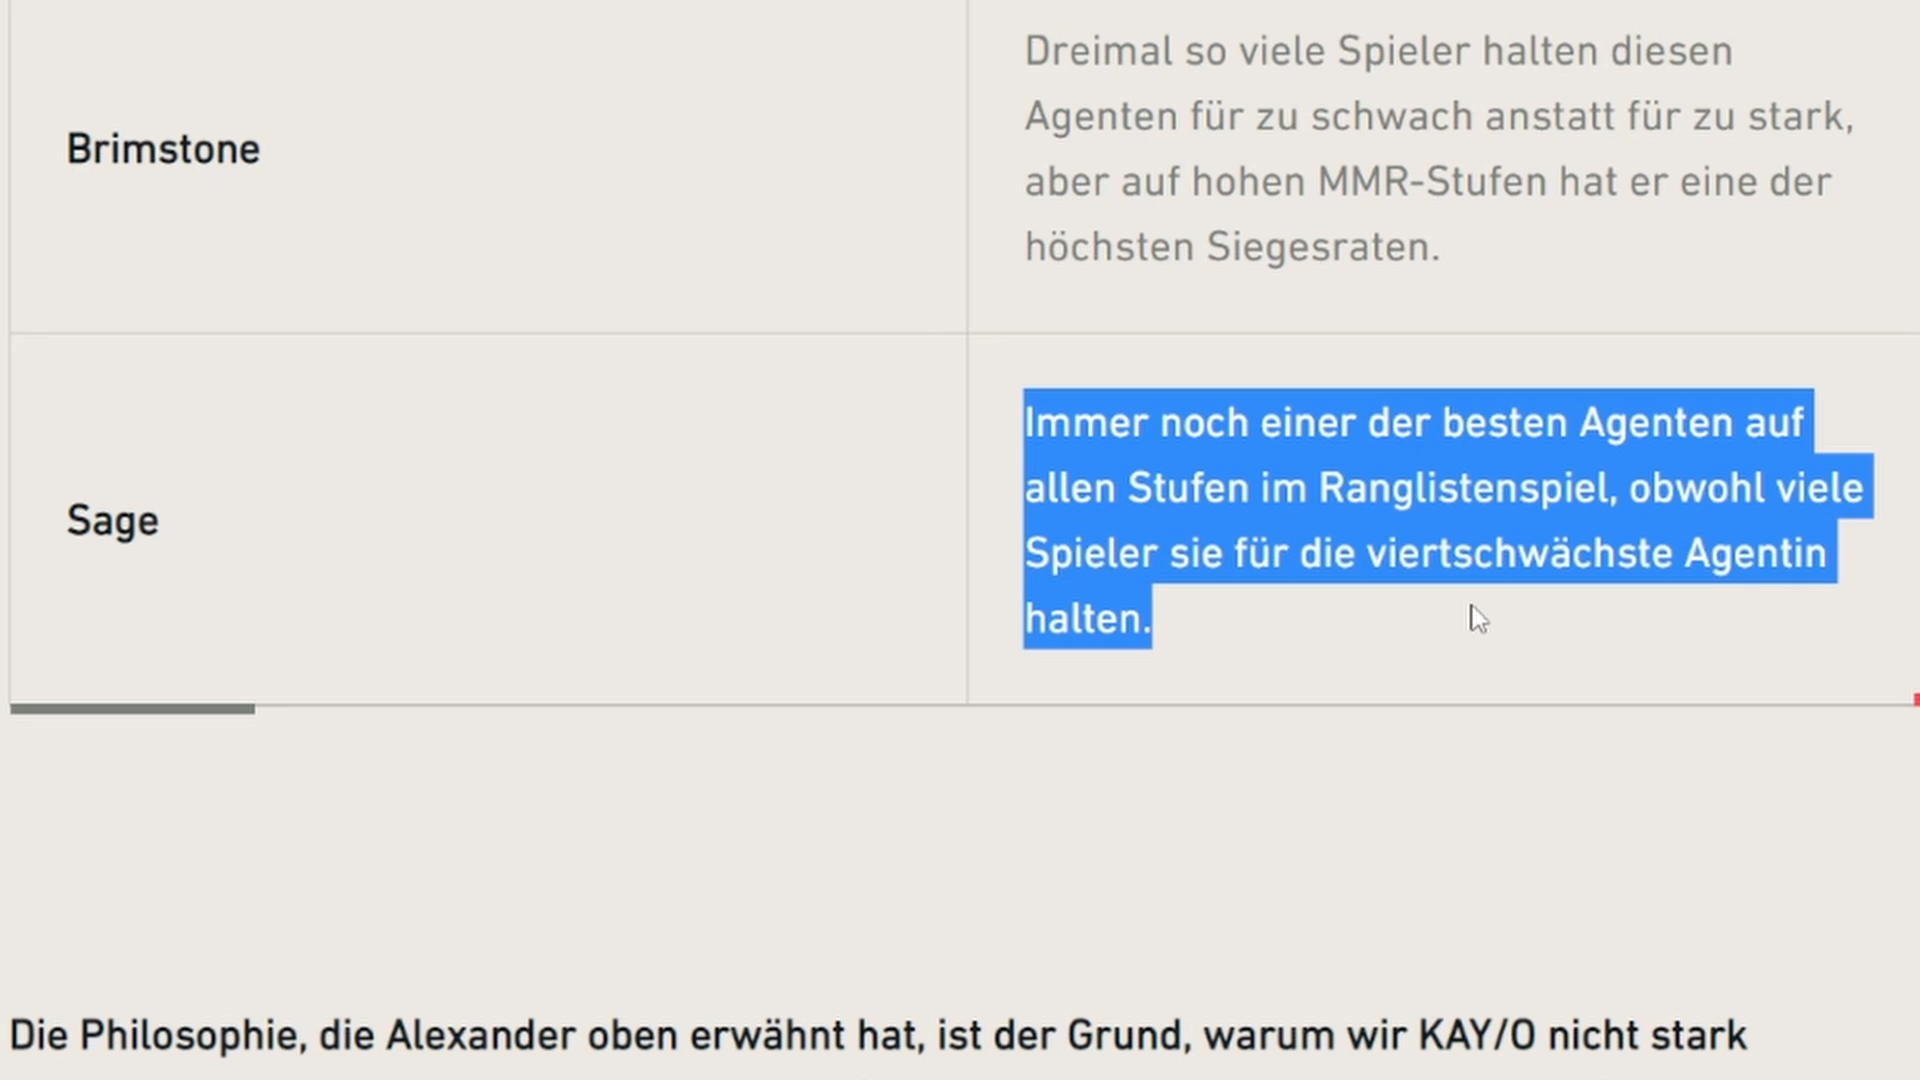 Dreimal so viele Spieler halten diesen
Agenten für zu schwach anstatt für zu stark,
Brimstone
aber auf hohen MMR-Stufen hat er eine der
höchsten Siegesraten.
Immer noch einer der besten Agenten auf
allen Stufen im Ranglistenspiel, obwohl viele
Sage
Spieler sie für die viertschwächste Agentin
halten.
Die Philosophie, die Alexander oben erwähnt hat, ist der Grund, warum wir KAY/O nicht stark